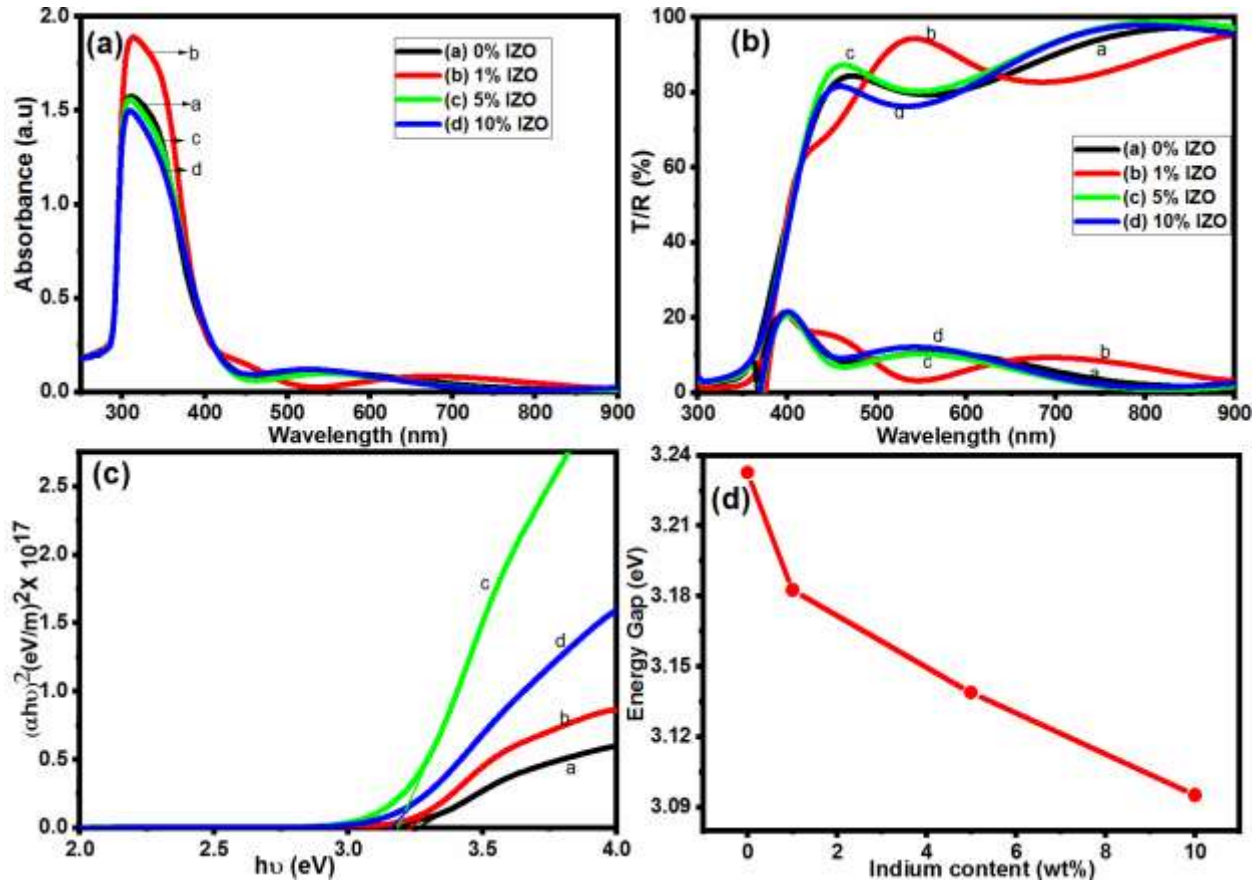 (a)
2.0
1.5
1.0
0.5
0.0
Absorbance (a.u)
b
a
c
d
(a) 0% IZO
(b) 1% IZO
(c) 5% IZO
(d) 10% IZO
300 400 500 600 700 800 900
Wavelength (nm)
(b)
100
80
60
40
20
0
T/R (%)
c
b
a
d
(a) 0% IZO
(b) 1% IZO
(c) 5% IZO
(d) 10% IZO
d
c
b
a
300 400 500 600 700 800 900
Wavelength (nm)
(c)
2.5
2.0
1.5
1.0
0.5
0.0
(αhυ)²(eV/m)²X 10¹⁷
c
d
b
a
2.0 2.5 3.0 3.5 4.0
hυ (eV)
(d)
3.24
3.21
3.18
3.15
3.12
3.09
Energy Gap (eV)
0 2 4 6 8 10
Indium content (wt%)